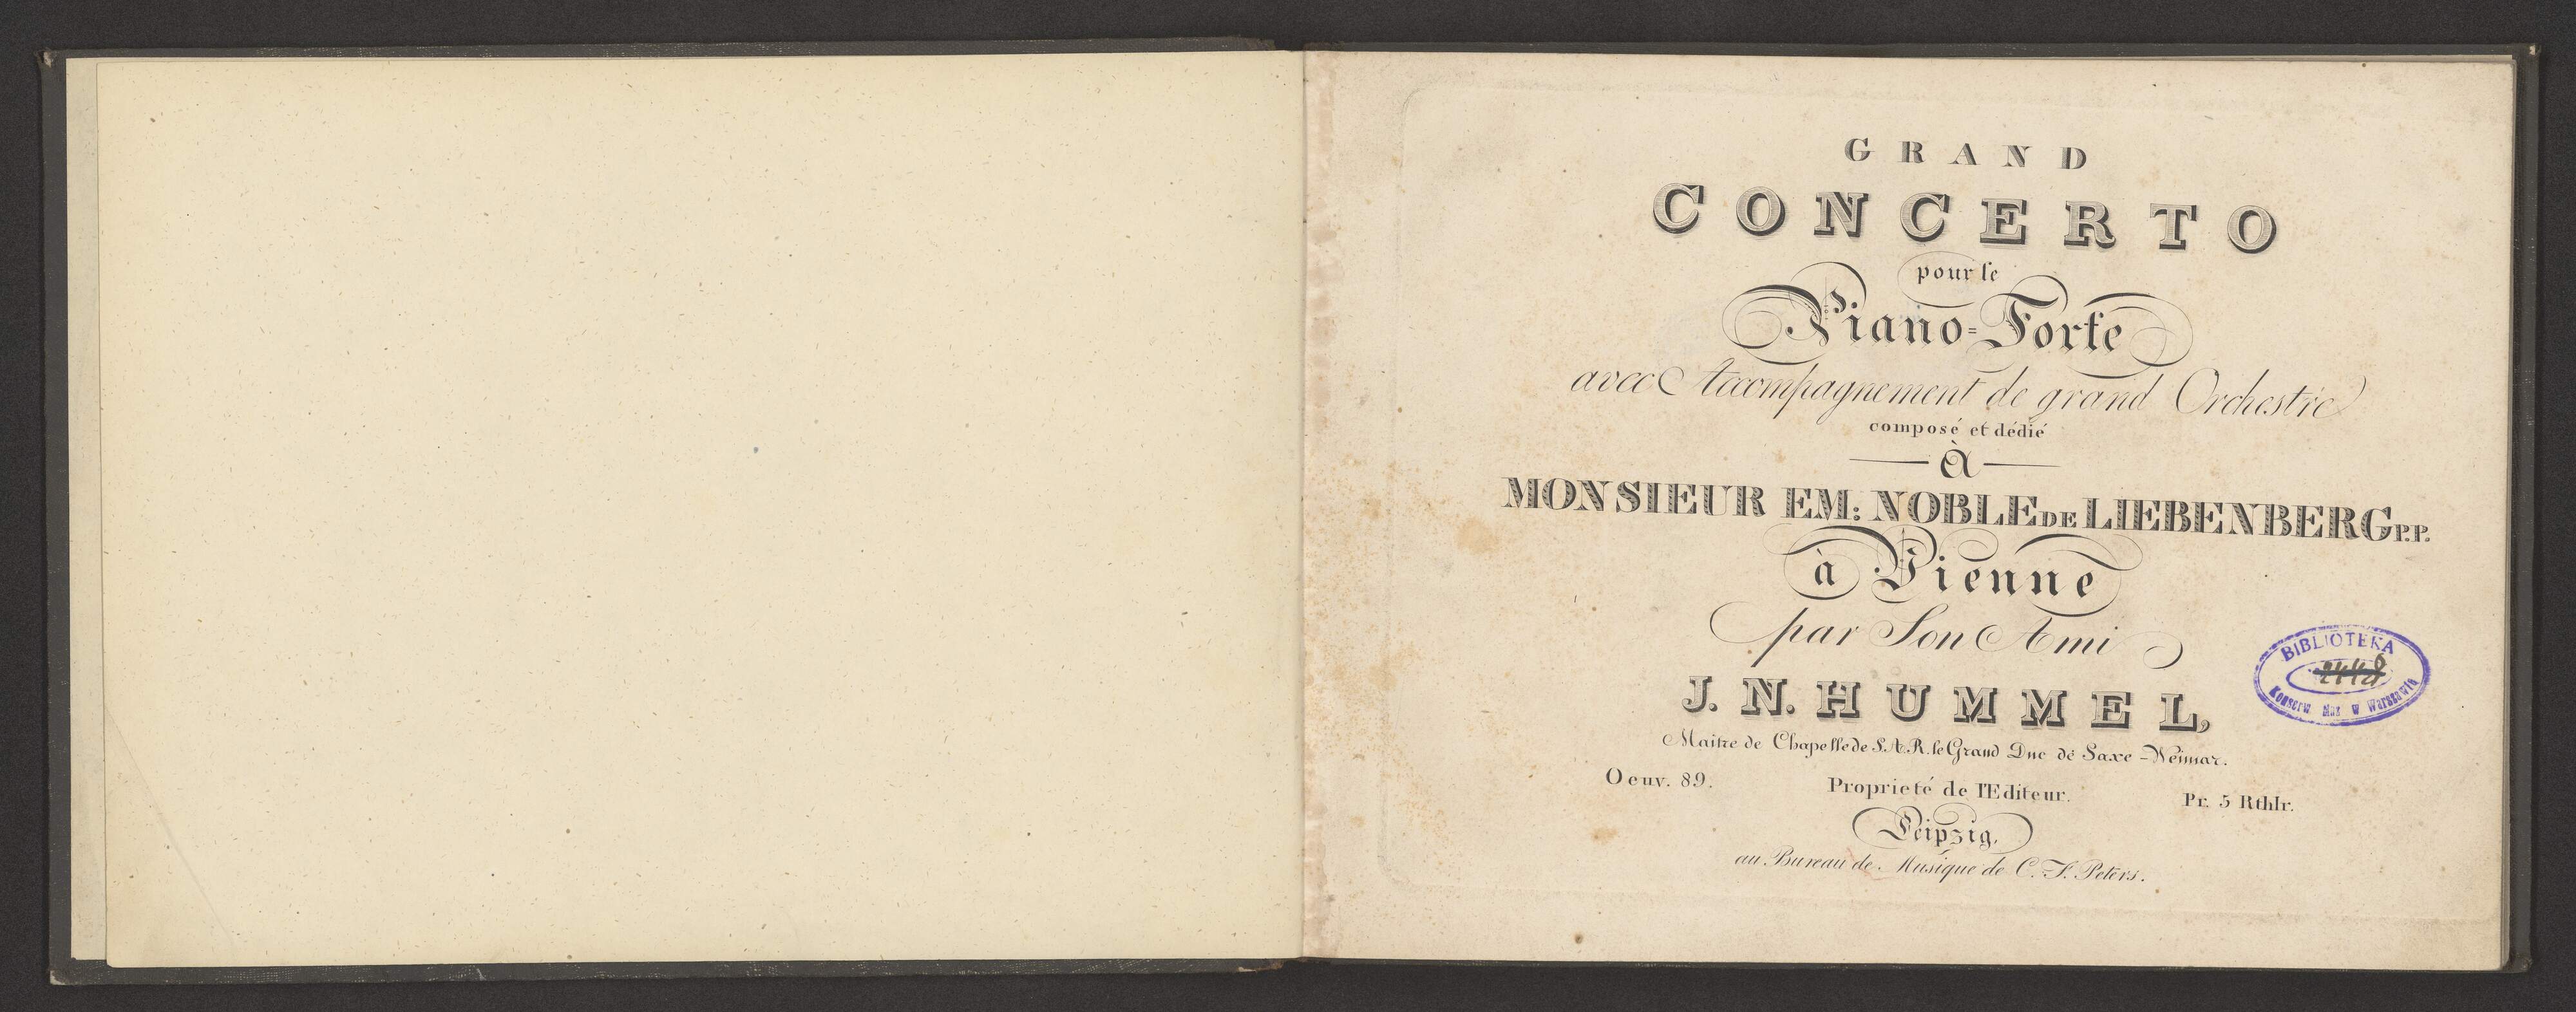 GRAND
CONCERTO
pour le
Piano=Forte
avec Accompagnement de grand Orchestre
composé et dédié
à
MONSIEUR EM: NOBLE DE LIEBENBERG P.P.
à Vienne
par Son Ami
J. N. HUMMEL,
Maitre de Chapelle de S. A. R. le Grand Duc de Saxe-Weimar.
Oeuv. 89. Proprieté de l'Editeur. Pr. 5 Rthlr.
Leipzig,
au Bureau de Musique de C. F. Peters.
BIBLIOTEKA
Konserw. Muz w Warszawie